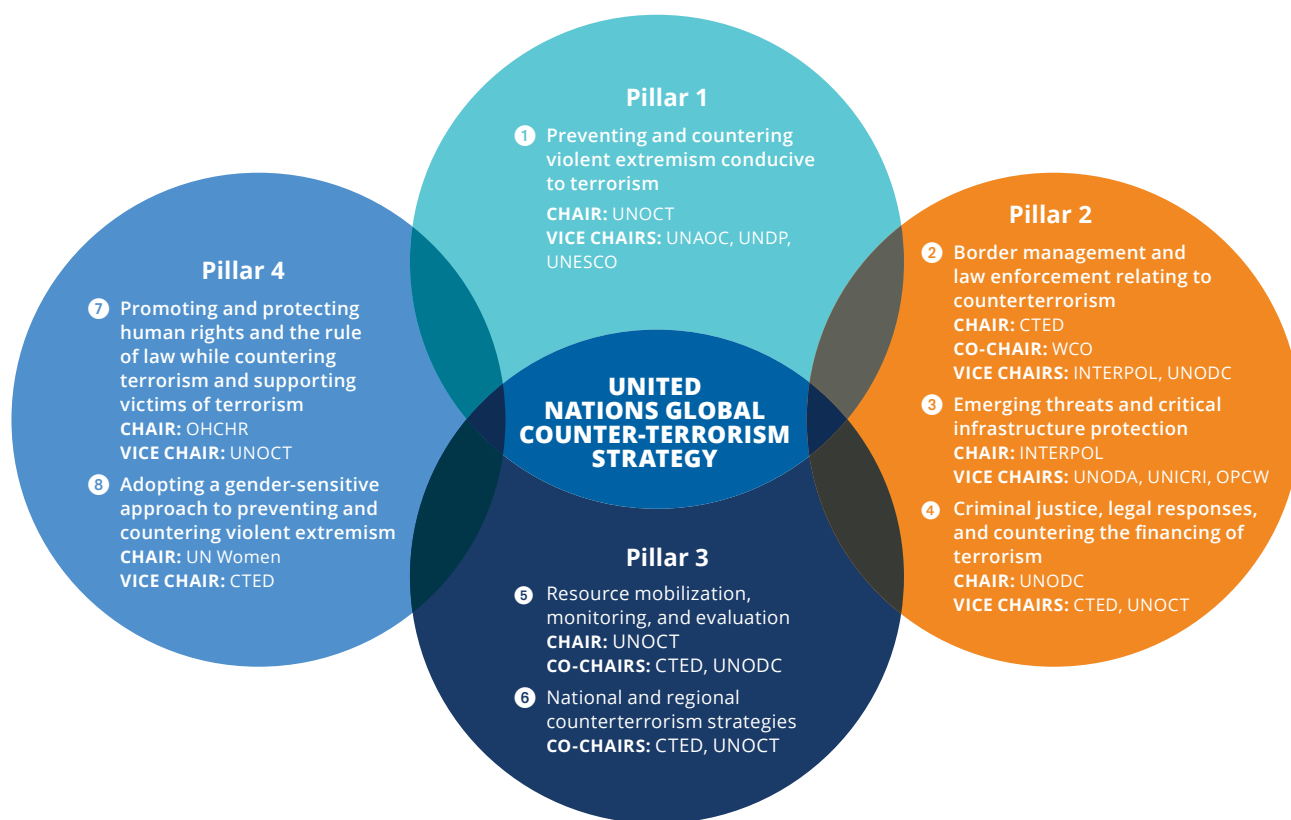 Pillar 1
1 Preventing and countering
violent extremism conducive
to terrorism
CHAIR: UNOCT
VICE CHAIRS: UNAOC, UNDP,
UNESCO
Pillar 2
2 Border management and
law enforcement relating to
counterterrorism
CHAIR: CTED
CO-CHAIR: WCO
VICE CHAIRS: INTERPOL, UNODC
3 Emerging threats and critical
infrastructure protection
CHAIR: INTERPOL
VICE CHAIRS: UNODA, UNICRI, OPCW
4 Criminal justice, legal responses,
and countering the financing of
terrorism
CHAIR: UNODC
VICE CHAIRS: CTED, UNOCT
Pillar 4
7 Promoting and protecting
human rights and the rule
of law while countering
terrorism and supporting
victims of terrorism
CHAIR: OHCHR
VICE CHAIR: UNOCT
8 Adopting a gender-sensitive
approach to preventing and
countering violent extremism
CHAIR: UN Women
VICE CHAIR: CTED
UNITED
NATIONS GLOBAL
COUNTER-TERRORISM
STRATEGY
Pillar 3
5 Resource mobilization,
monitoring, and evaluation
CHAIR: UNOCT
CO-CHAIRS: CTED, UNODC
6 National and regional
counterterrorism strategies
CO-CHAIRS: CTED, UNOCT